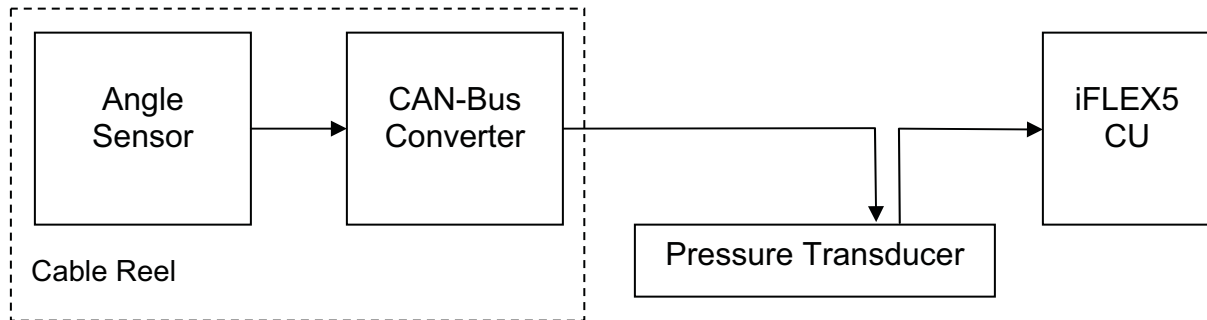 Angle
Sensor
CAN-Bus
Converter
iFLEX5
CU
Pressure Transducer
Cable Reel